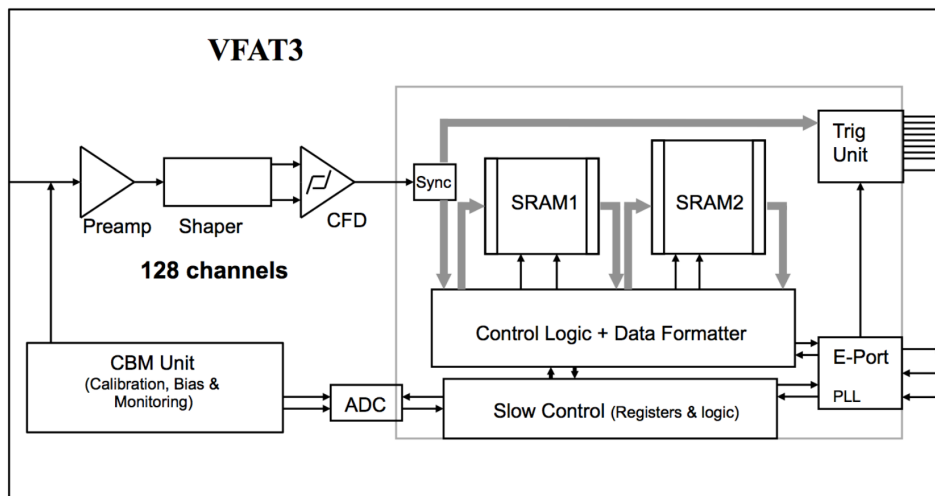 VFAT3
Trig
Unit
Sync
SRAM1
SRAM2
Preamp
Shaper
CFD
128 channels
Control Logic + Data Formatter
CBM Unit
(Calibration, Bias &
Monitoring)
ADC
Slow Control (Registers & logic)
E-Port
PLL